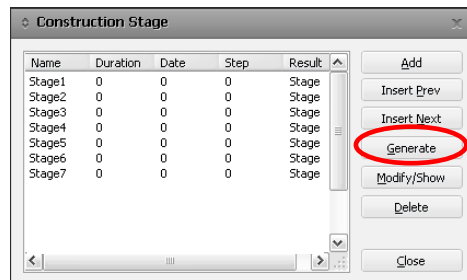 Construction Stage
Name Duration Date Step Result
Stage1 0 0 0 Stage
Stage2 0 0 0 Stage
Stage3 0 0 0 Stage
Stage4 0 0 0 Stage
Stage5 0 0 0 Stage
Stage6 0 0 0 Stage
Stage7 0 0 0 Stage
Add
Insert Prev
Insert Next
Generate
Modify/Show
Delete
Close